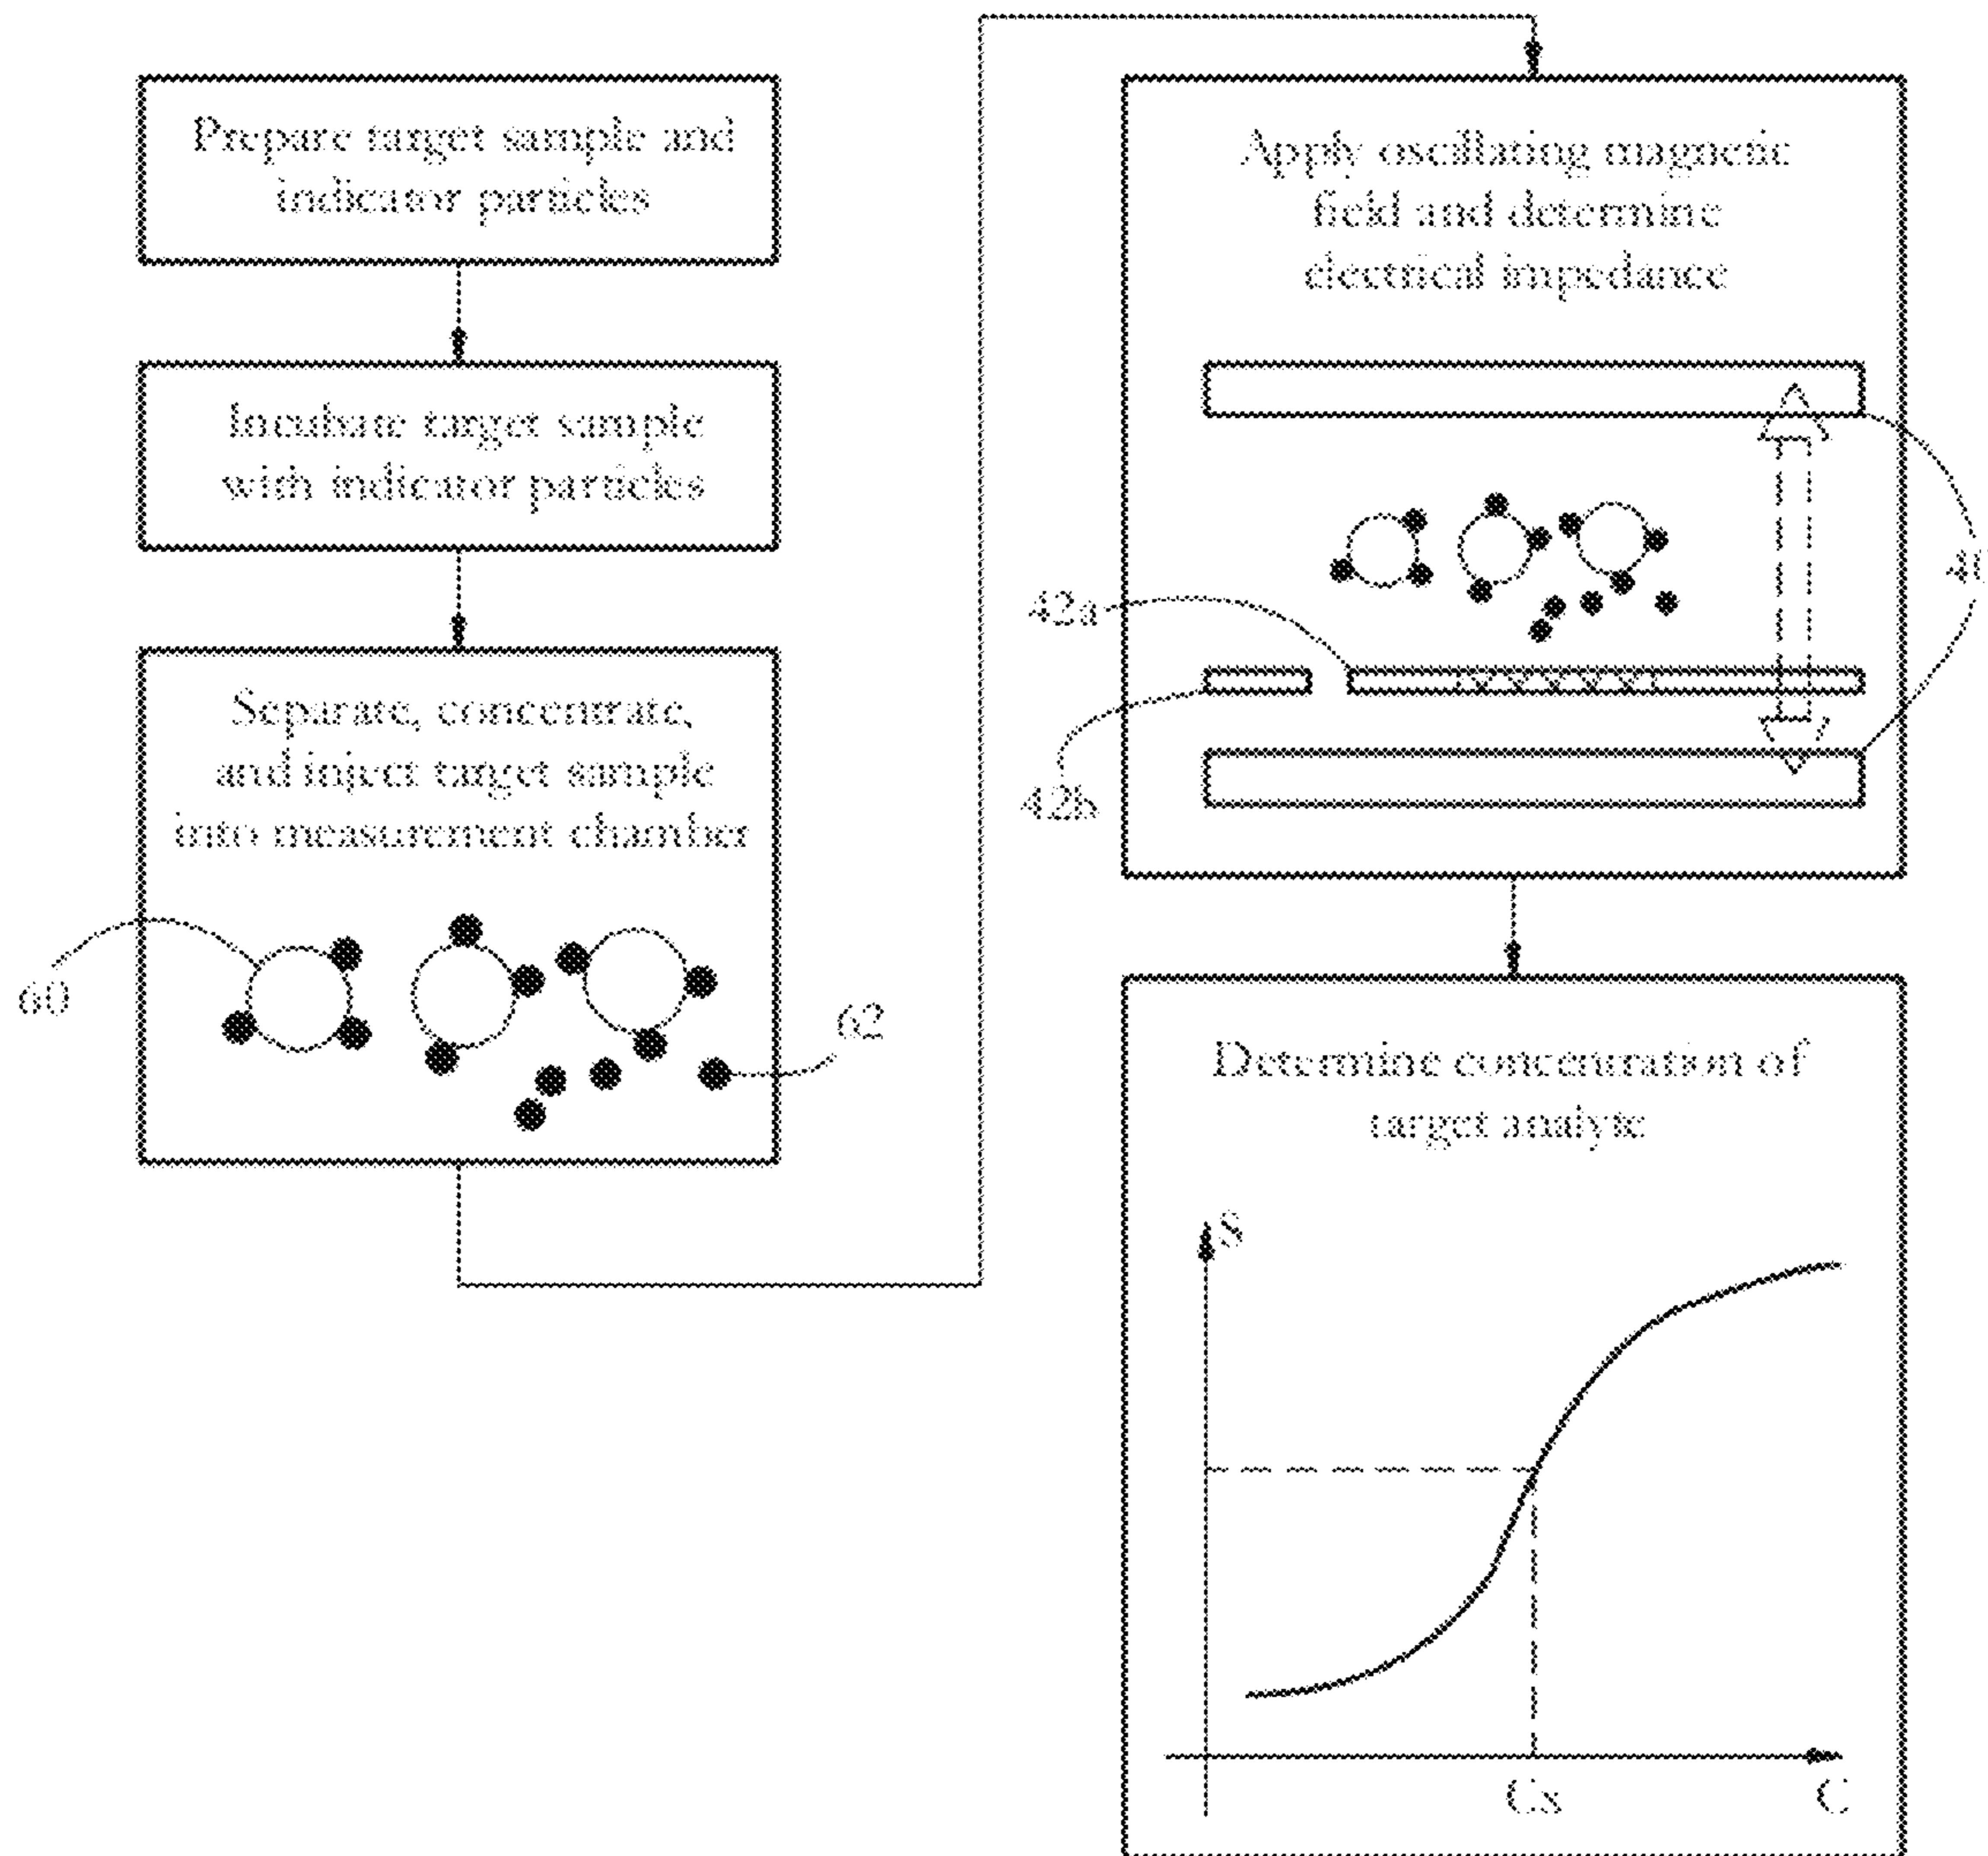 Prepare target sample and
indicator particles
Incubate target sample
with indicator particles
Separate, concentrate,
and inject target sample
into measurement chamber
60
62
Apply oscillating magnetic
field and determine
electrical impedance
42a
42b
Determine concentration of
target analyte
S
Cx
C